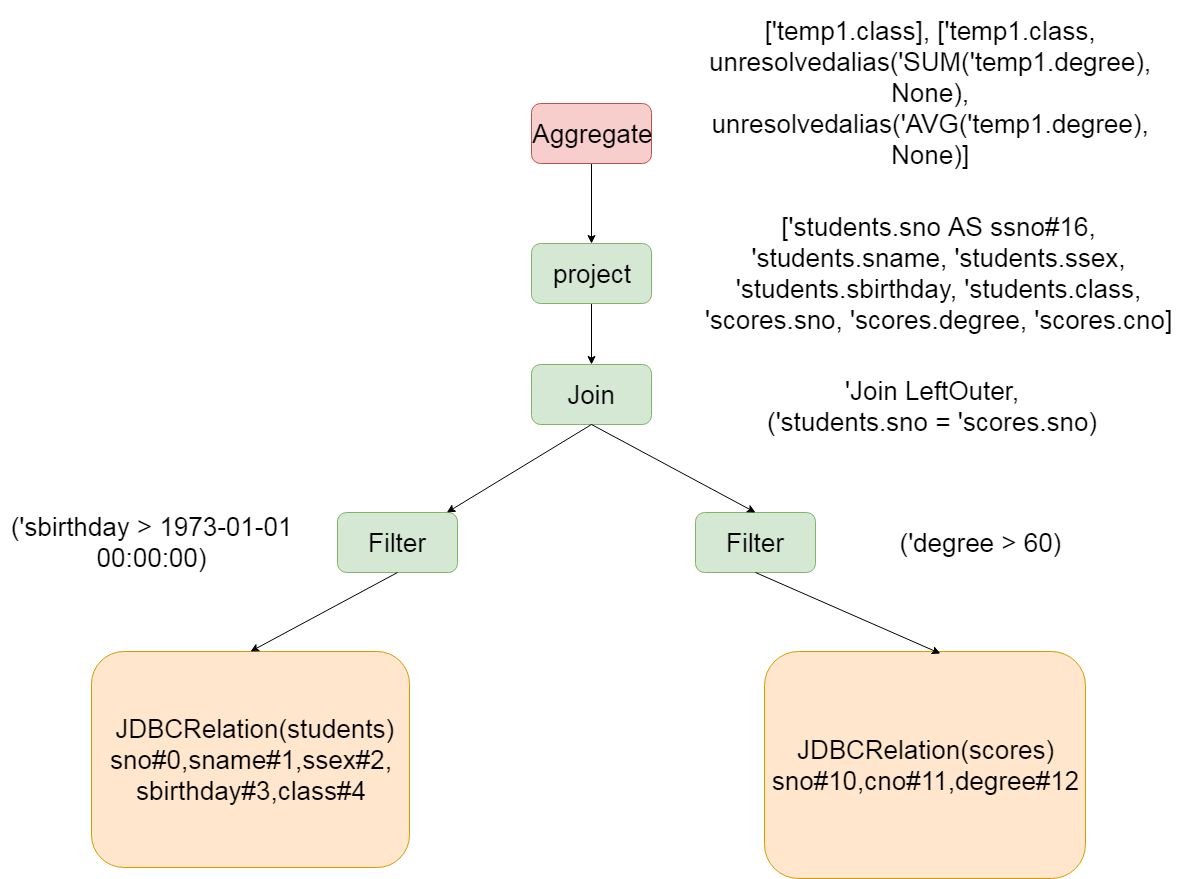 ['temp1.class], ['temp1.class,
unresolvedalias('SUM('temp1.degree),
None),
unresolvedalias('AVG('temp1.degree),
None)]
Aggregate
['students.sno AS ssno#16,
'students.sname, 'students.ssex,
'students.sbirthday, 'students.class,
'scores.sno, 'scores.degree, 'scores.cno]
project
'Join LeftOuter,
('students.sno = 'scores.sno)
Join
('sbirthday > 1973-01-01
00:00:00)
Filter
Filter
('degree > 60)
JDBCRelation(students)
sno#0,sname#1,ssex#2,
sbirthday#3,class#4
JDBCRelation(scores)
sno#10,cno#11,degree#12